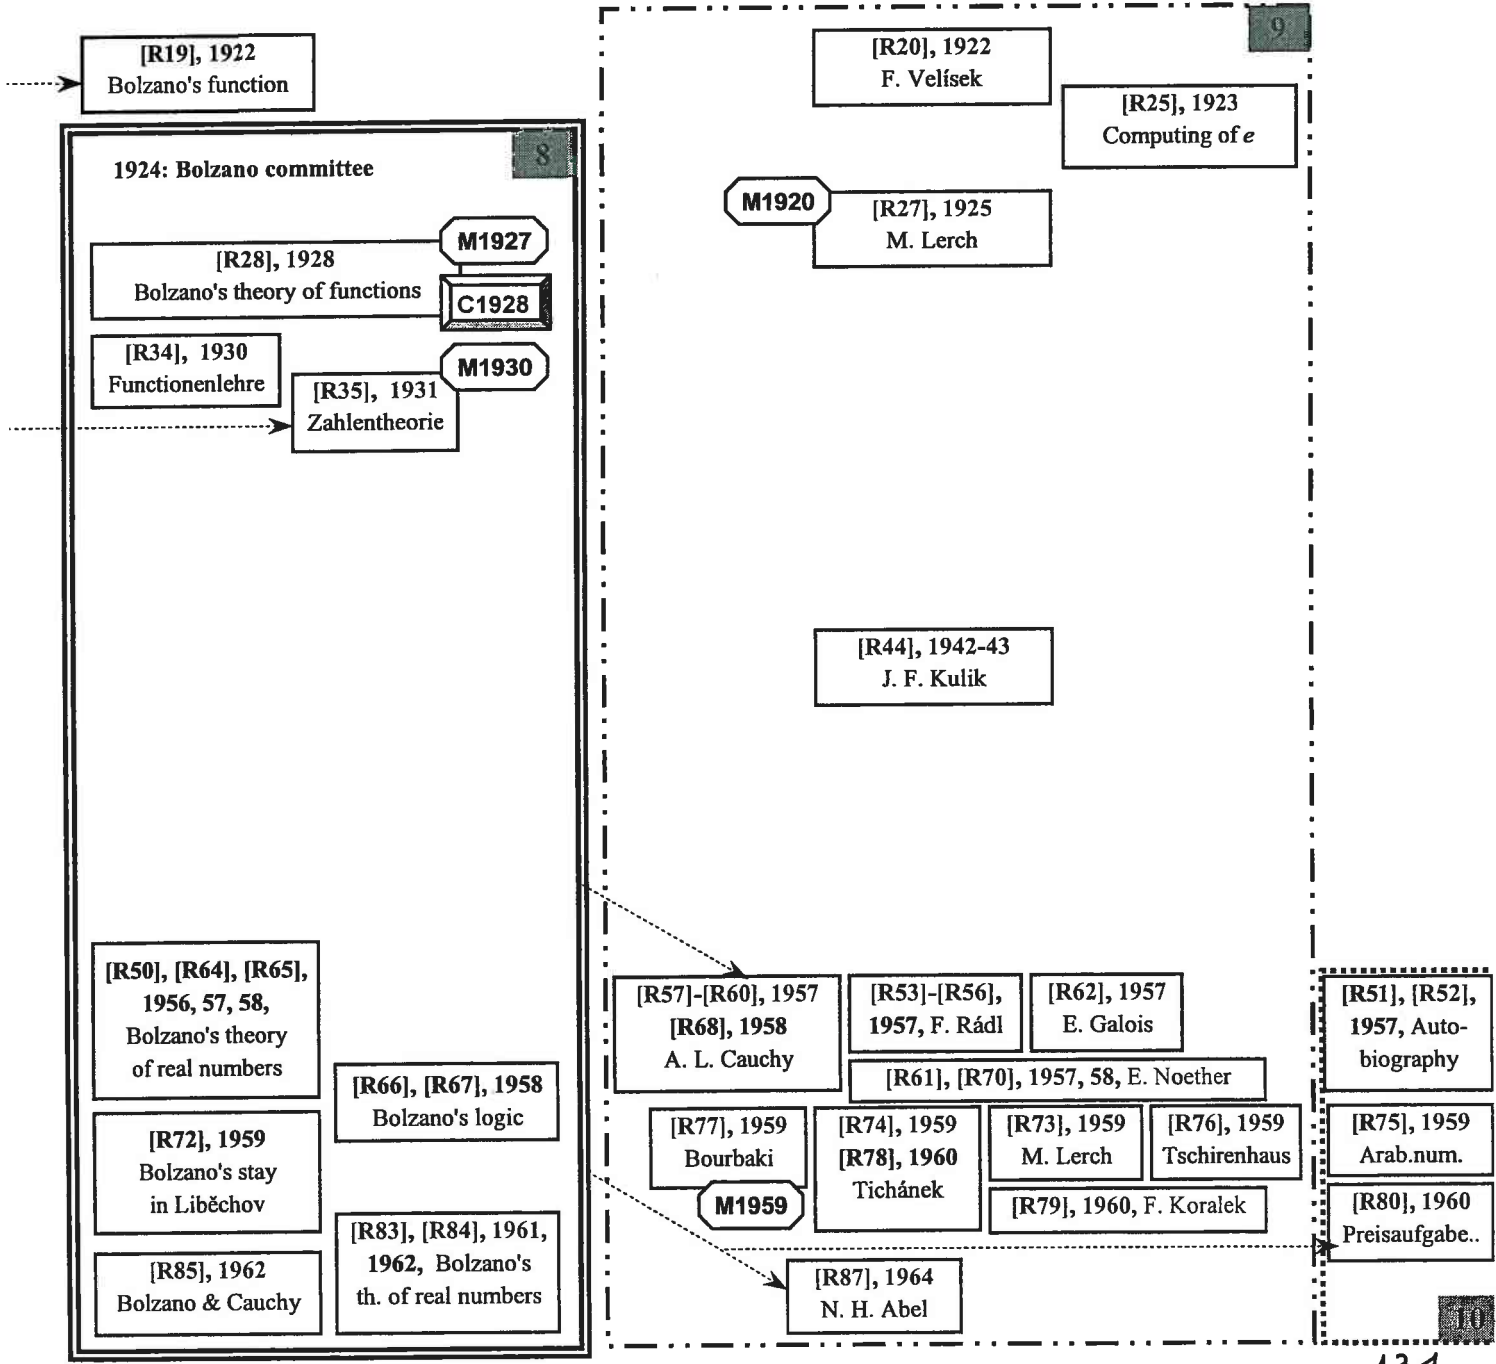 [R19], 1922
Bolzano's function
8
1924: Bolzano committee
M1927
[R28], 1928
Bolzano's theory of functions
C1928
[R34], 1930
Functionenlehre
M1930
[R35], 1931
Zahlentheorie
[R50], [R64], [R65],
1956, 57, 58,
Bolzano's theory
of real numbers
[R66], [R67], 1958
Bolzano's logic
[R72], 1959
Bolzano's stay
in Liběchov
[R83], [R84], 1961,
1962, Bolzano's
th. of real numbers
[R85], 1962
Bolzano & Cauchy
9
[R20], 1922
F. Velísek
[R25], 1923
Computing of e
M1920
[R27], 1925
M. Lerch
[R44], 1942-43
J. F. Kulik
[R57]-[R60], 1957
[R68], 1958
A. L. Cauchy
[R53]-[R56],
1957, F. Rádl
[R62], 1957
E. Galois
[R61], [R70], 1957, 58, E. Noether
[R77], 1959
Bourbaki
M1959
[R74], 1959
[R78], 1960
Tichánek
[R73], 1959
M. Lerch
[R76], 1959
Tschirenhaus
[R79], 1960, F. Koralek
[R87], 1964
N. H. Abel
[R51], [R52],
1957, Auto-
biography
[R75], 1959
Arab.num.
[R80], 1960
Preisaufgabe..
10